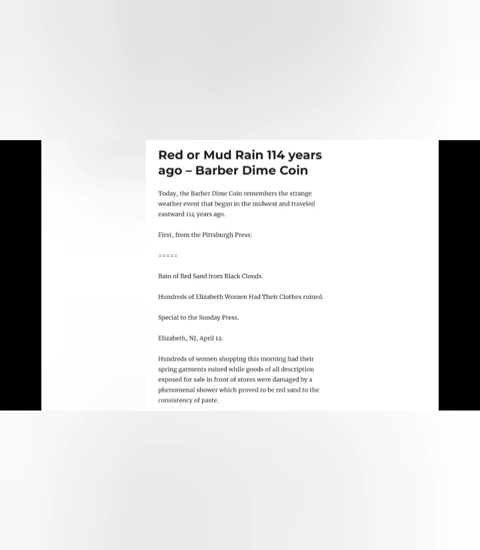 Red or Mud Rain 114 years
ago – Barber Dime Coin
Today, the Barber Dime Coin remembers the strange
weather event that began in the midwest and traveled
eastward 114 years ago.
First, from the Pittsburgh Press:
=====
Rain of Red Sand from Black Clouds.
Hundreds of Elizabeth Women Had Their Clothes ruined.
Special to the Sunday Press.
Elizabeth, NJ, April 12.
Hundreds of women shopping this morning had their
spring garments ruined while goods of all description
exposed for sale in front of stores were damaged by a
phenomenal shower which proved to be red sand to the
consistency of paste.